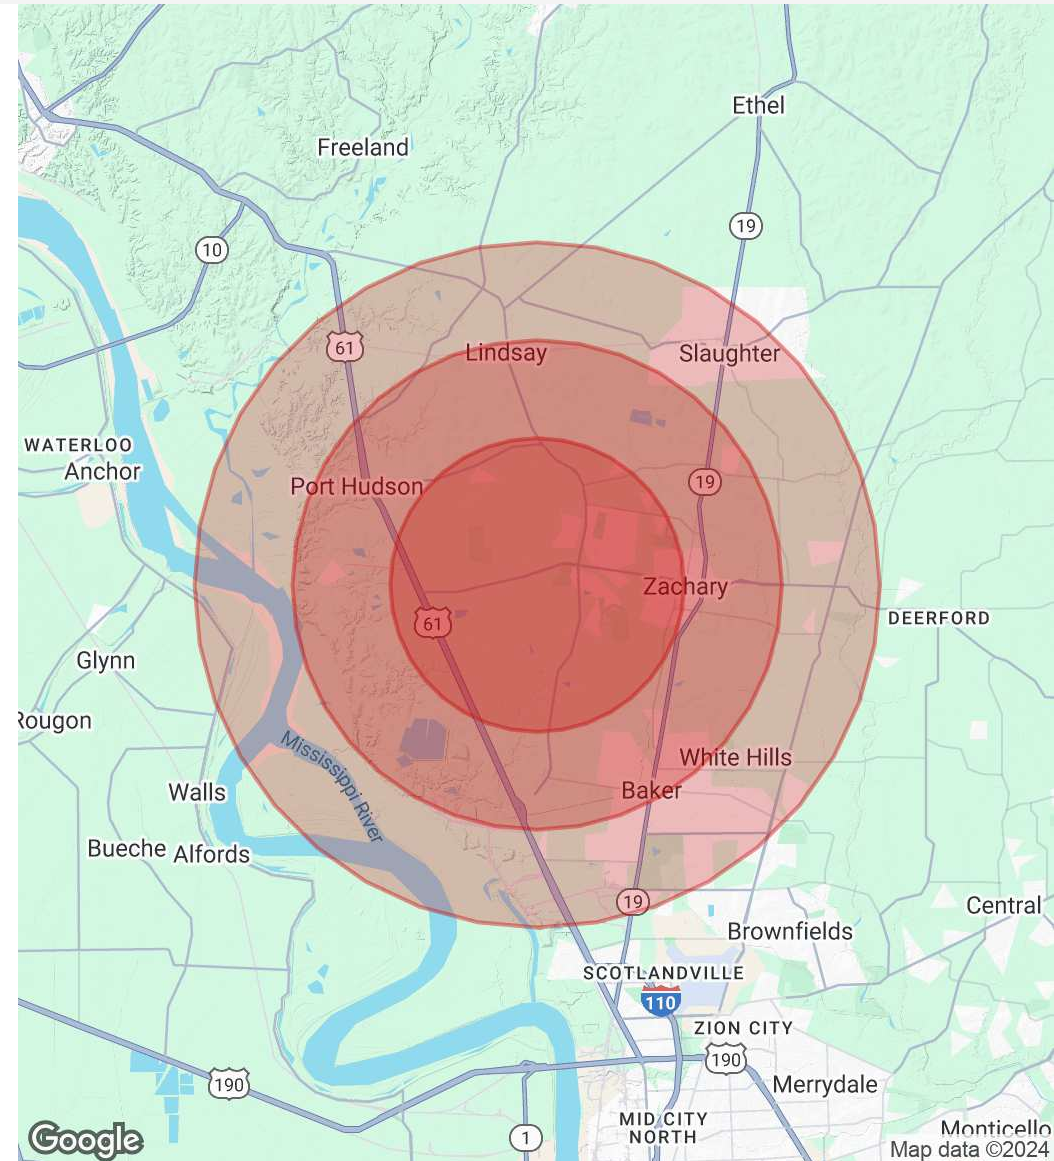 Ethel
Freeland
19
10
61
Lindsay
Slaughter
WATERLOO
Anchor
Port Hudson
19
Zachary
61
DEERFORD
Glynn
Rougon
Mississippi River
White Hills
Walls
Baker
Bueche
Alfords
19
Central
Brownfields
SCOTLANDVILLE
110
ZION CITY
190
190
Merrydale
MID CITY
NORTH
1
Monticello
Google
Map data ©2024